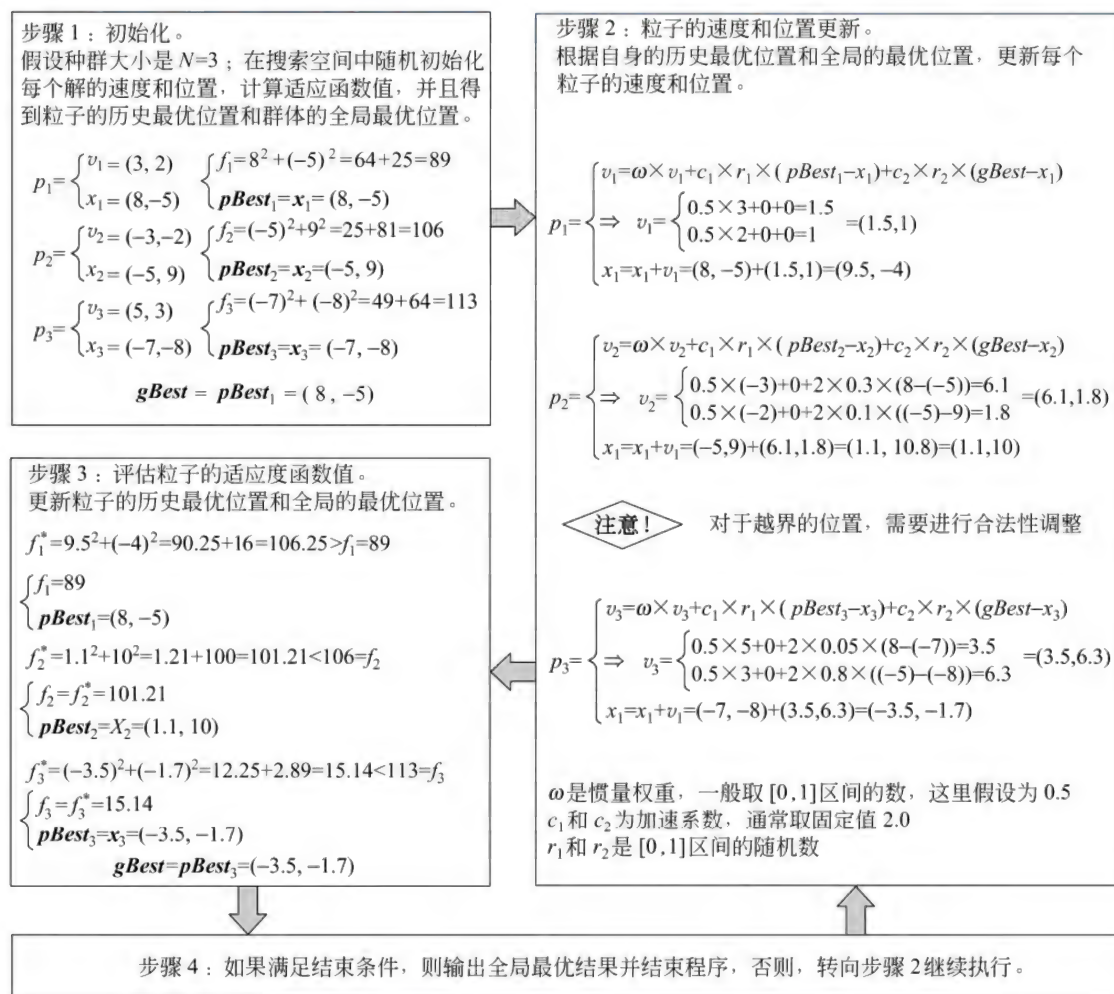 步骤 1：初始化。
假设种群大小是 N=3；在搜索空间中随机初始化
每个解的速度和位置，计算适应函数值，并且得
到粒子的历史最优位置和群体的全局最优位置。
p₁={ v₁=(3, 2) { f₁=8²+(−5)²=64+25=89
x₁=(8,−5) pBest₁=x₁=(8, −5)
p₂={ v₂=(−3,−2) { f₂=(−5)²+9²=25+81=106
x₂=(−5, 9) pBest₂=x₂=(−5, 9)
p₃={ v₃=(5, 3) { f₃=(−7)²+(−8)²=49+64=113
x₃=(−7,−8) pBest₃=x₃=(−7, −8)
gBest = pBest₁ = (8, −5)
步骤 2：粒子的速度和位置更新。
根据自身的历史最优位置和全局的最优位置，更新每个
粒子的速度和位置。
v₁=ω×v₁+c₁×r₁×(pBest₁−x₁)+c₂×r₂×(gBest−x₁)
p₁={ ⇒ v₁={ 0.5×3+0+0=1.5
0.5×2+0+0=1 =(1.5,1)
x₁=x₁+v₁=(8, −5)+(1.5,1)=(9.5, −4)
v₂=ω×v₂+c₁×r₁×(pBest₂−x₂)+c₂×r₂×(gBest−x₂)
p₂={ ⇒ v₂={ 0.5×(−3)+0+2×0.3×(8−(−5))=6.1
0.5×(−2)+0+2×0.1×((−5)−9)=1.8 =(6.1,1.8)
x₁=x₁+v₁=(−5,9)+(6.1,1.8)=(1.1, 10.8)=(1.1,10)
注意！ 对于越界的位置，需要进行合法性调整
v₃=ω×v₃+c₁×r₁×(pBest₃−x₃)+c₂×r₂×(gBest−x₃)
p₃={ ⇒ v₃={ 0.5×5+0+2×0.05×(8−(−7))=3.5
0.5×3+0+2×0.8×((−5)−(−8))=6.3 =(3.5,6.3)
x₁=x₁+v₁=(−7, −8)+(3.5,6.3)=(−3.5, −1.7)
ω是惯量权重，一般取[0,1]区间的数，这里假设为 0.5
c₁和c₂为加速系数，通常取固定值 2.0
r₁和r₂是[0,1]区间的随机数
步骤 3：评估粒子的适应度函数值。
更新粒子的历史最优位置和全局的最优位置。
f₁*=9.5²+(−4)²=90.25+16=106.25>f₁=89
{ f₁=89
pBest₁=(8, −5)
f₂*=1.1²+10²=1.21+100=101.21<106=f₂
{ f₂=f₂*=101.21
pBest₂=X₂=(1.1, 10)
f₃*=(−3.5)²+(−1.7)²=12.25+2.89=15.14<113=f₃
{ f₃=f₃*=15.14
pBest₃=x₃=(−3.5, −1.7)
gBest=pBest₃=(−3.5, −1.7)
步骤 4：如果满足结束条件，则输出全局最优结果并结束程序，否则，转向步骤 2继续执行。